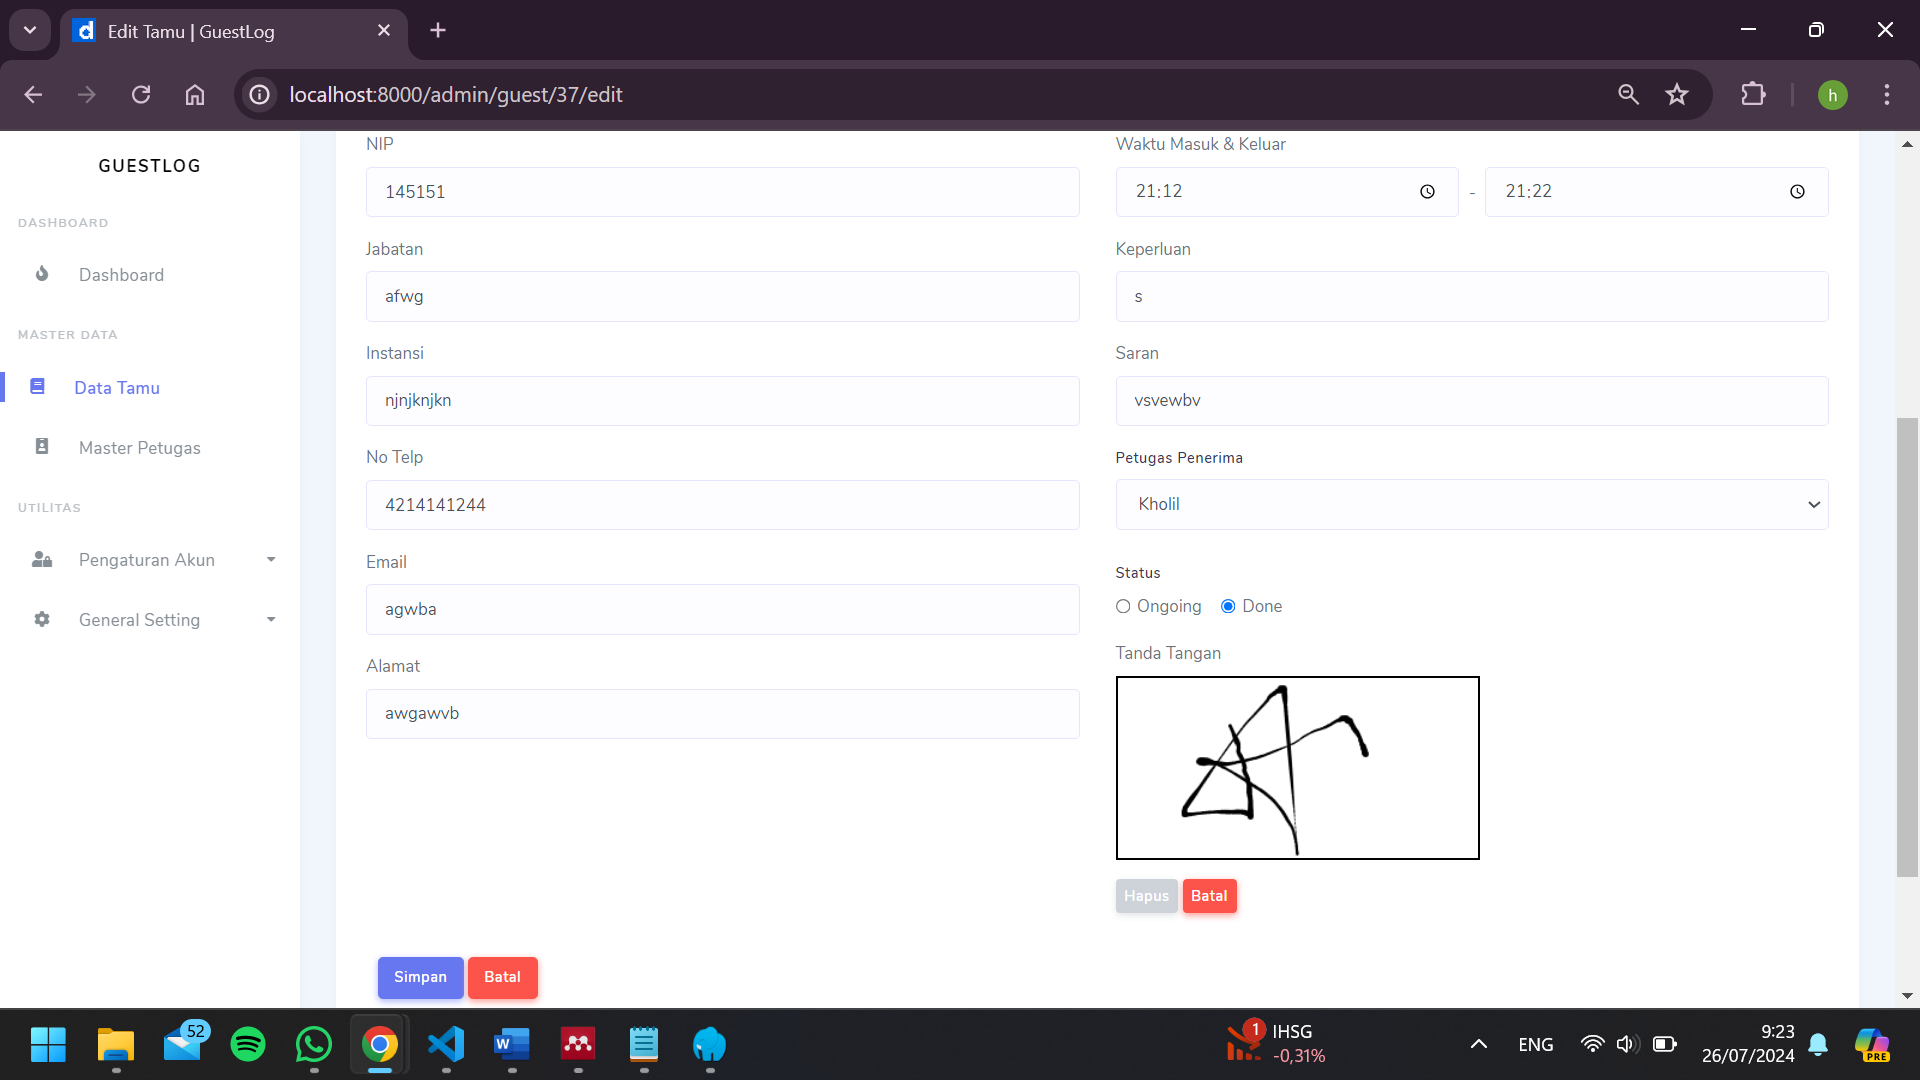 Edit Tamu | GuestLog
localhost:8000/admin/guest/37/edit
h
GUESTLOG
DASHBOARD
Dashboard
MASTER DATA
Data Tamu
Master Petugas
UTILITAS
Pengaturan Akun
General Setting
NIP
145151
Jabatan
afwg
Instansi
njnjknjkn
No Telp
4214141244
Email
agwba
Alamat
awgawvb
Waktu Masuk & Keluar
21:12 - 21:22
Keperluan
s
Saran
vsvewbv
Petugas Penerima
Kholil
Status
Ongoing Done
Tanda Tangan
Hapus Batal
Simpan Batal
52
W
1
IHSG
-0,31%
ENG
9:23
26/07/2024
PRE